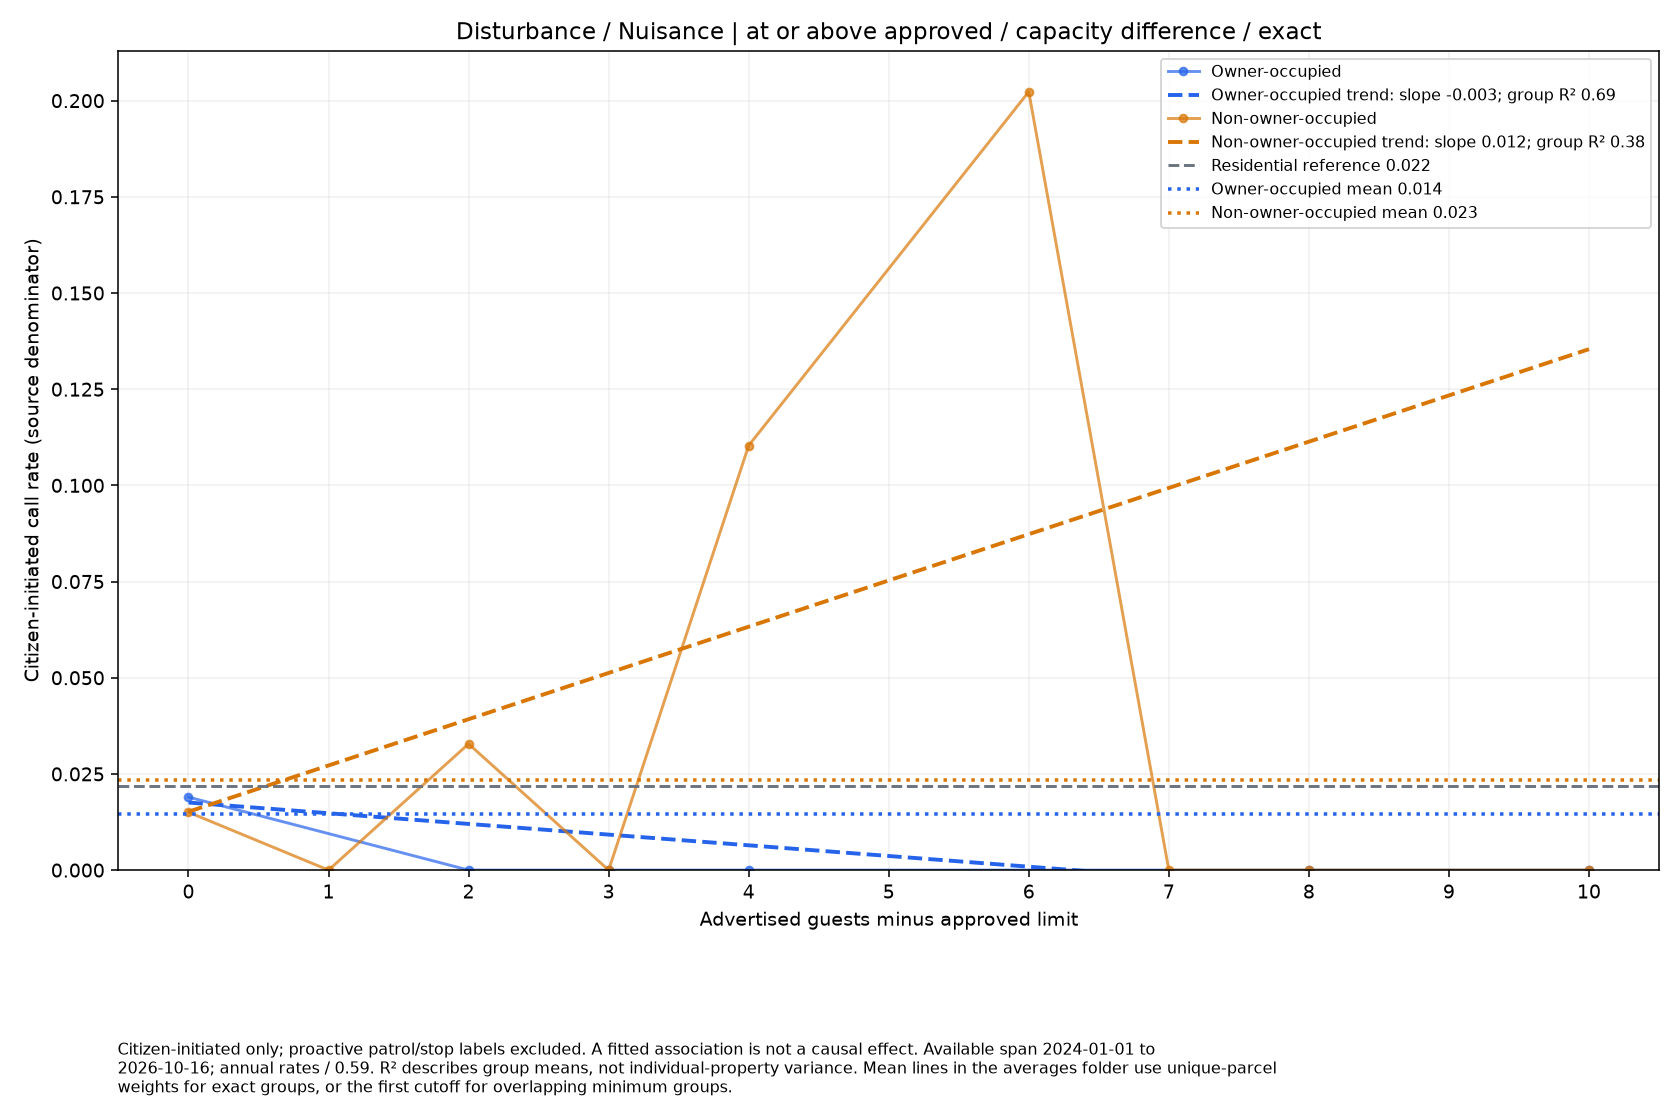 Disturbance / Nuisance | at or above approved / capacity difference / exact
Owner-occupied
Owner-occupied trend: slope -0.003; group R² 0.69
Non-owner-occupied
Non-owner-occupied trend: slope 0.012; group R² 0.38
Residential reference 0.022
Owner-occupied mean 0.014
Non-owner-occupied mean 0.023
Citizen-initiated call rate (source denominator)
0.200
0.175
0.150
0.125
0.100
0.075
0.050
0.025
0.000
0 1 2 3 4 5 6 7 8 9 10
Advertised guests minus approved limit
Citizen-initiated only; proactive patrol/stop labels excluded. A fitted association is not a causal effect. Available span 2024-01-01 to
2026-10-16; annual rates / 0.59. R² describes group means, not individual-property variance. Mean lines in the averages folder use unique-parcel
weights for exact groups, or the first cutoff for overlapping minimum groups.